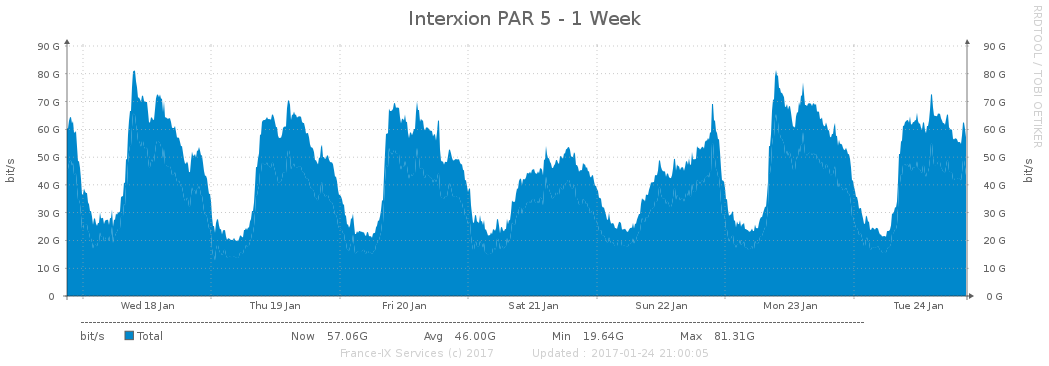 Interxion PAR 5 - 1 Week
RRDTOOL / TOBI OETIKER
bit/s
90 G 90 G
80 G 80 G
70 G 70 G
60 G 60 G
50 G 50 G
40 G 40 G
30 G 30 G
20 G 20 G
10 G 10 G
0 0 G
bit/s
Wed 18 Jan Thu 19 Jan Fri 20 Jan Sat 21 Jan Sun 22 Jan Mon 23 Jan Tue 24 Jan
bit/s Total Now 57.06G Avg 46.00G Min 19.64G Max 81.31G
France-IX Services (c) 2017 Updated : 2017-01-24 21:00:05